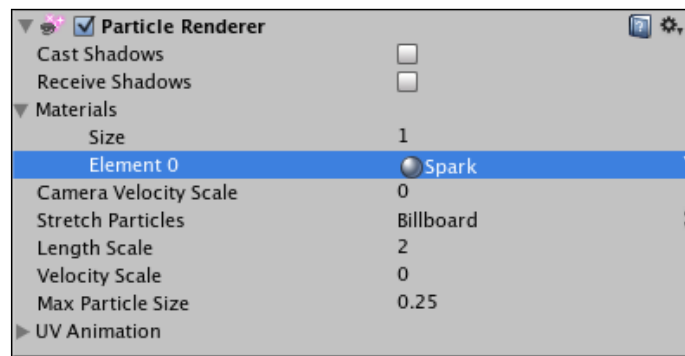 Particle Renderer
Cast Shadows
Receive Shadows
Materials
Size 1
Element 0 Spark
Camera Velocity Scale 0
Stretch Particles Billboard
Length Scale 2
Velocity Scale 0
Max Particle Size 0.25
UV Animation